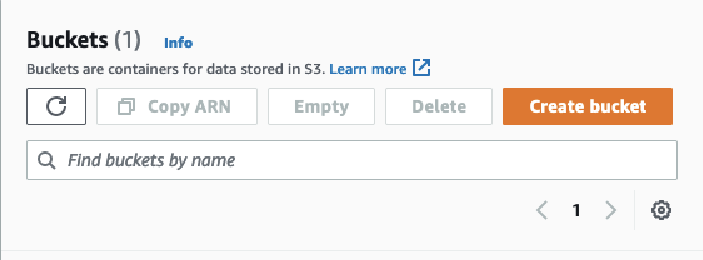 Buckets (1) Info
Buckets are containers for data stored in S3. Learn more
Copy ARN Empty Delete Create bucket
Find buckets by name
1